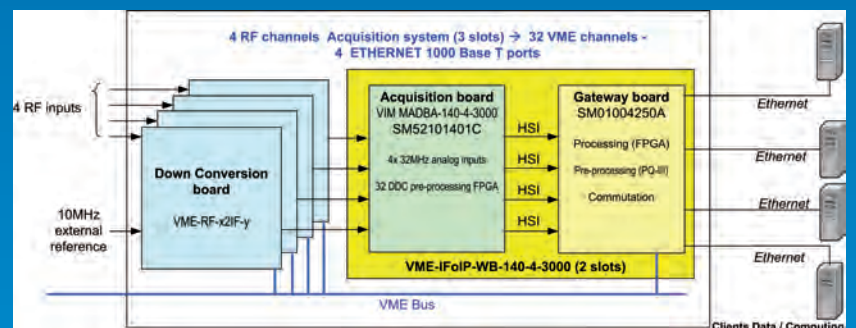 4 RF channels Acquisition system (3 slots) → 32 VME channels -
4 ETHERNET 1000 Base T ports
4 RF inputs
10MHz
external
reference
Down Conversion
board
VME-RF-x2IF-y
Acquisition board
VIM MADBA-140-4-3000
SM52101401C
4x 32MHz analog inputs
32 DDC pre-processing FPGA
HSI
HSI
HSI
HSI
Gateway board
SM01004250A
Processing (FPGA)
Pre-processing (PQ-III)
Commutation
VME-IFoIP-WB-140-4-3000 (2 slots)
VME Bus
Ethernet
Ethernet
Ethernet
Ethernet
Clients Data / Computing